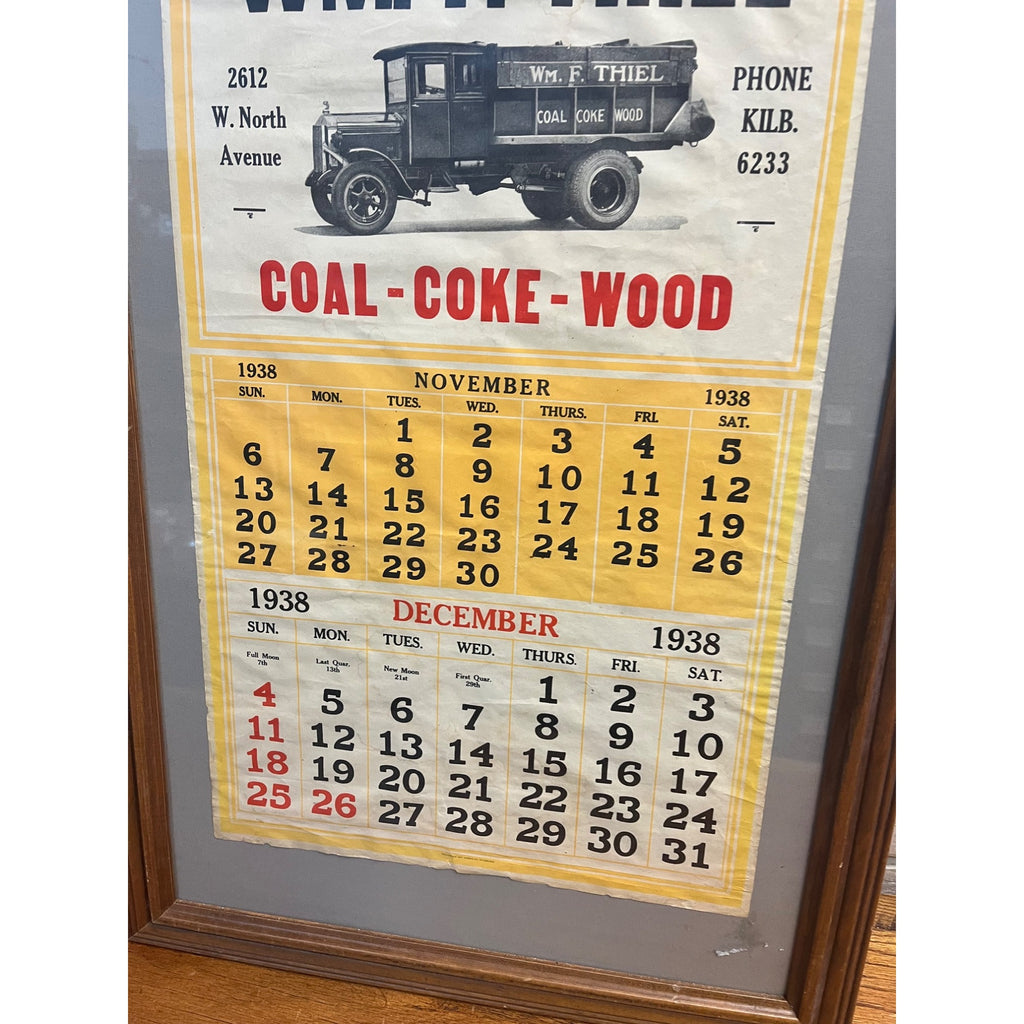 WM. F. THIEL
2612
W. North
Avenue
WM. F. THIEL
COAL COKE WOOD
PHONE
KILB.
6233
COAL - COKE - WOOD
1938 NOVEMBER 1938
SUN. MON. TUES. WED. THURS. FRI. SAT.
1 2 3 4 5
6 7 8 9 10 11 12
13 14 15 16 17 18 19
20 21 22 23 24 25 26
27 28 29 30
1938 DECEMBER 1938
SUN. MON. TUES. WED. THURS. FRI. SAT.
Full Moon 7th Last Quar. 13th New Moon 21st First Quar. 29th
1 2 3
4 5 6 7 8 9 10
11 12 13 14 15 16 17
18 19 20 21 22 23 24
25 26 27 28 29 30 31